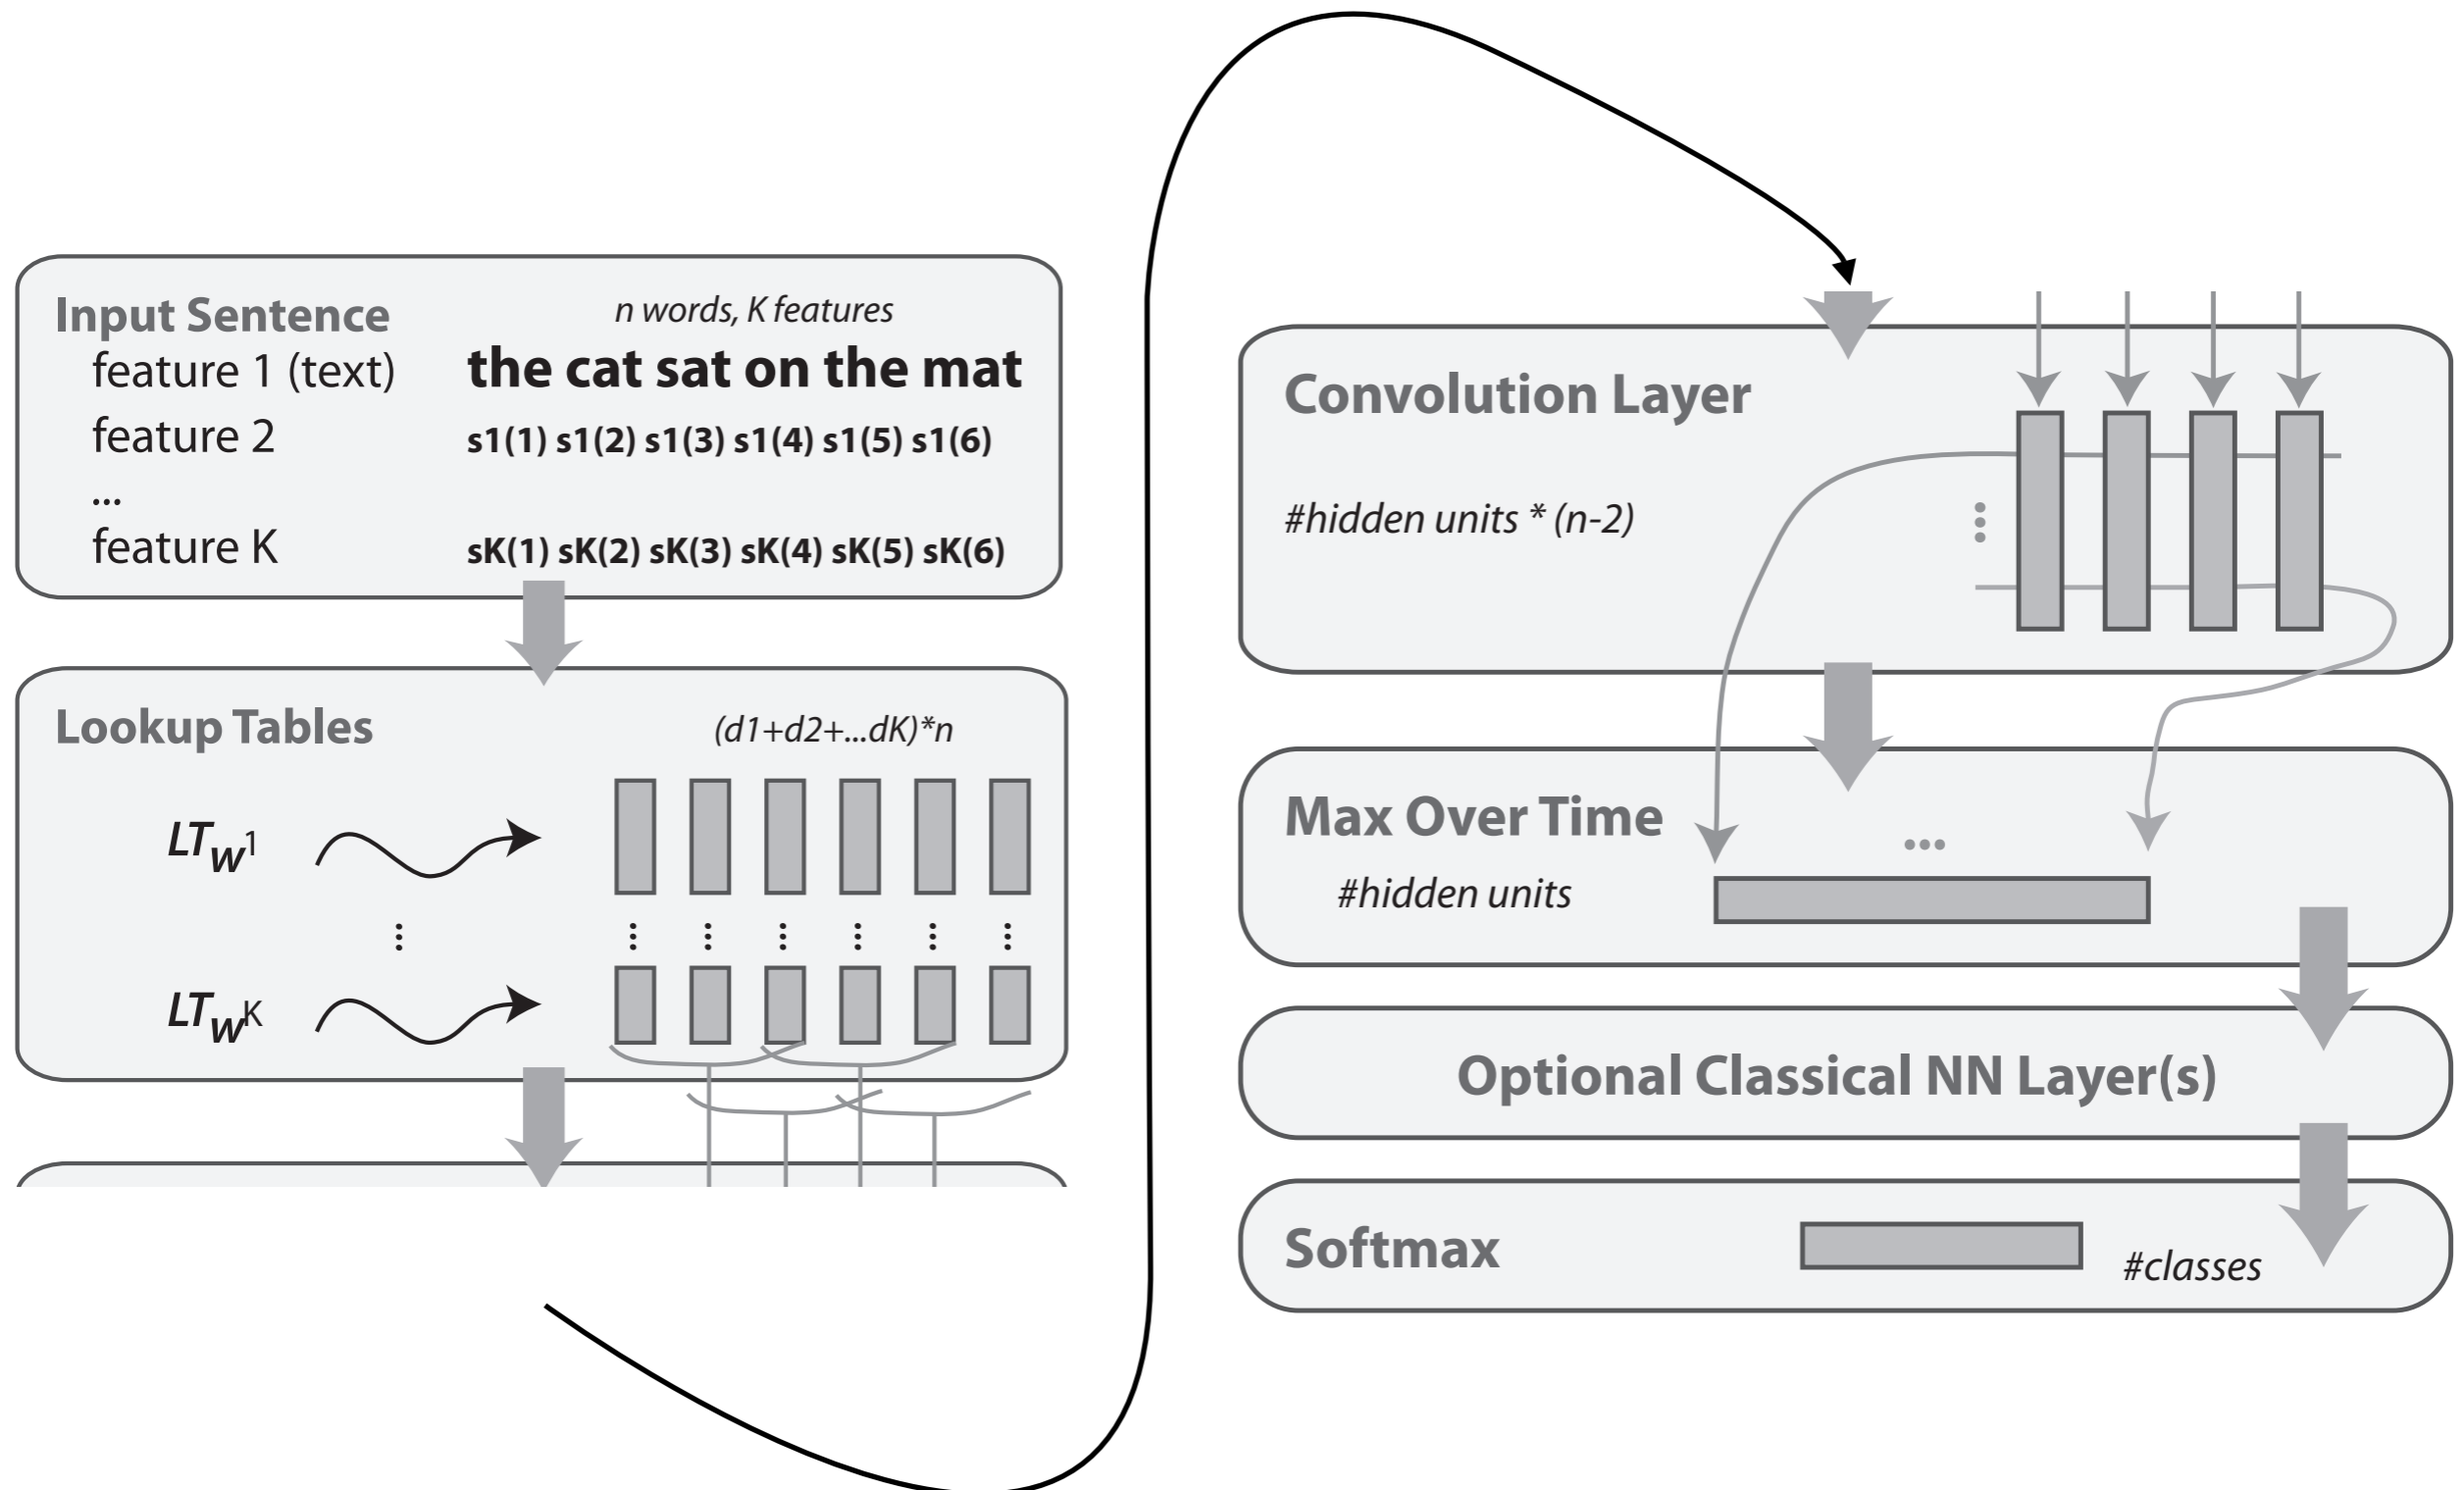 Input Sentence
n words, K features
feature 1 (text) the cat sat on the mat
feature 2 s1(1) s1(2) s1(3) s1(4) s1(5) s1(6)
...
feature K sK(1) sK(2) sK(3) sK(4) sK(5) sK(6)
Lookup Tables
(d1+d2+...dK)*n
LTW1
LTWK
Convolution Layer
#hidden units * (n-2)
Max Over Time
#hidden units
Optional Classical NN Layer(s)
Softmax
#classes